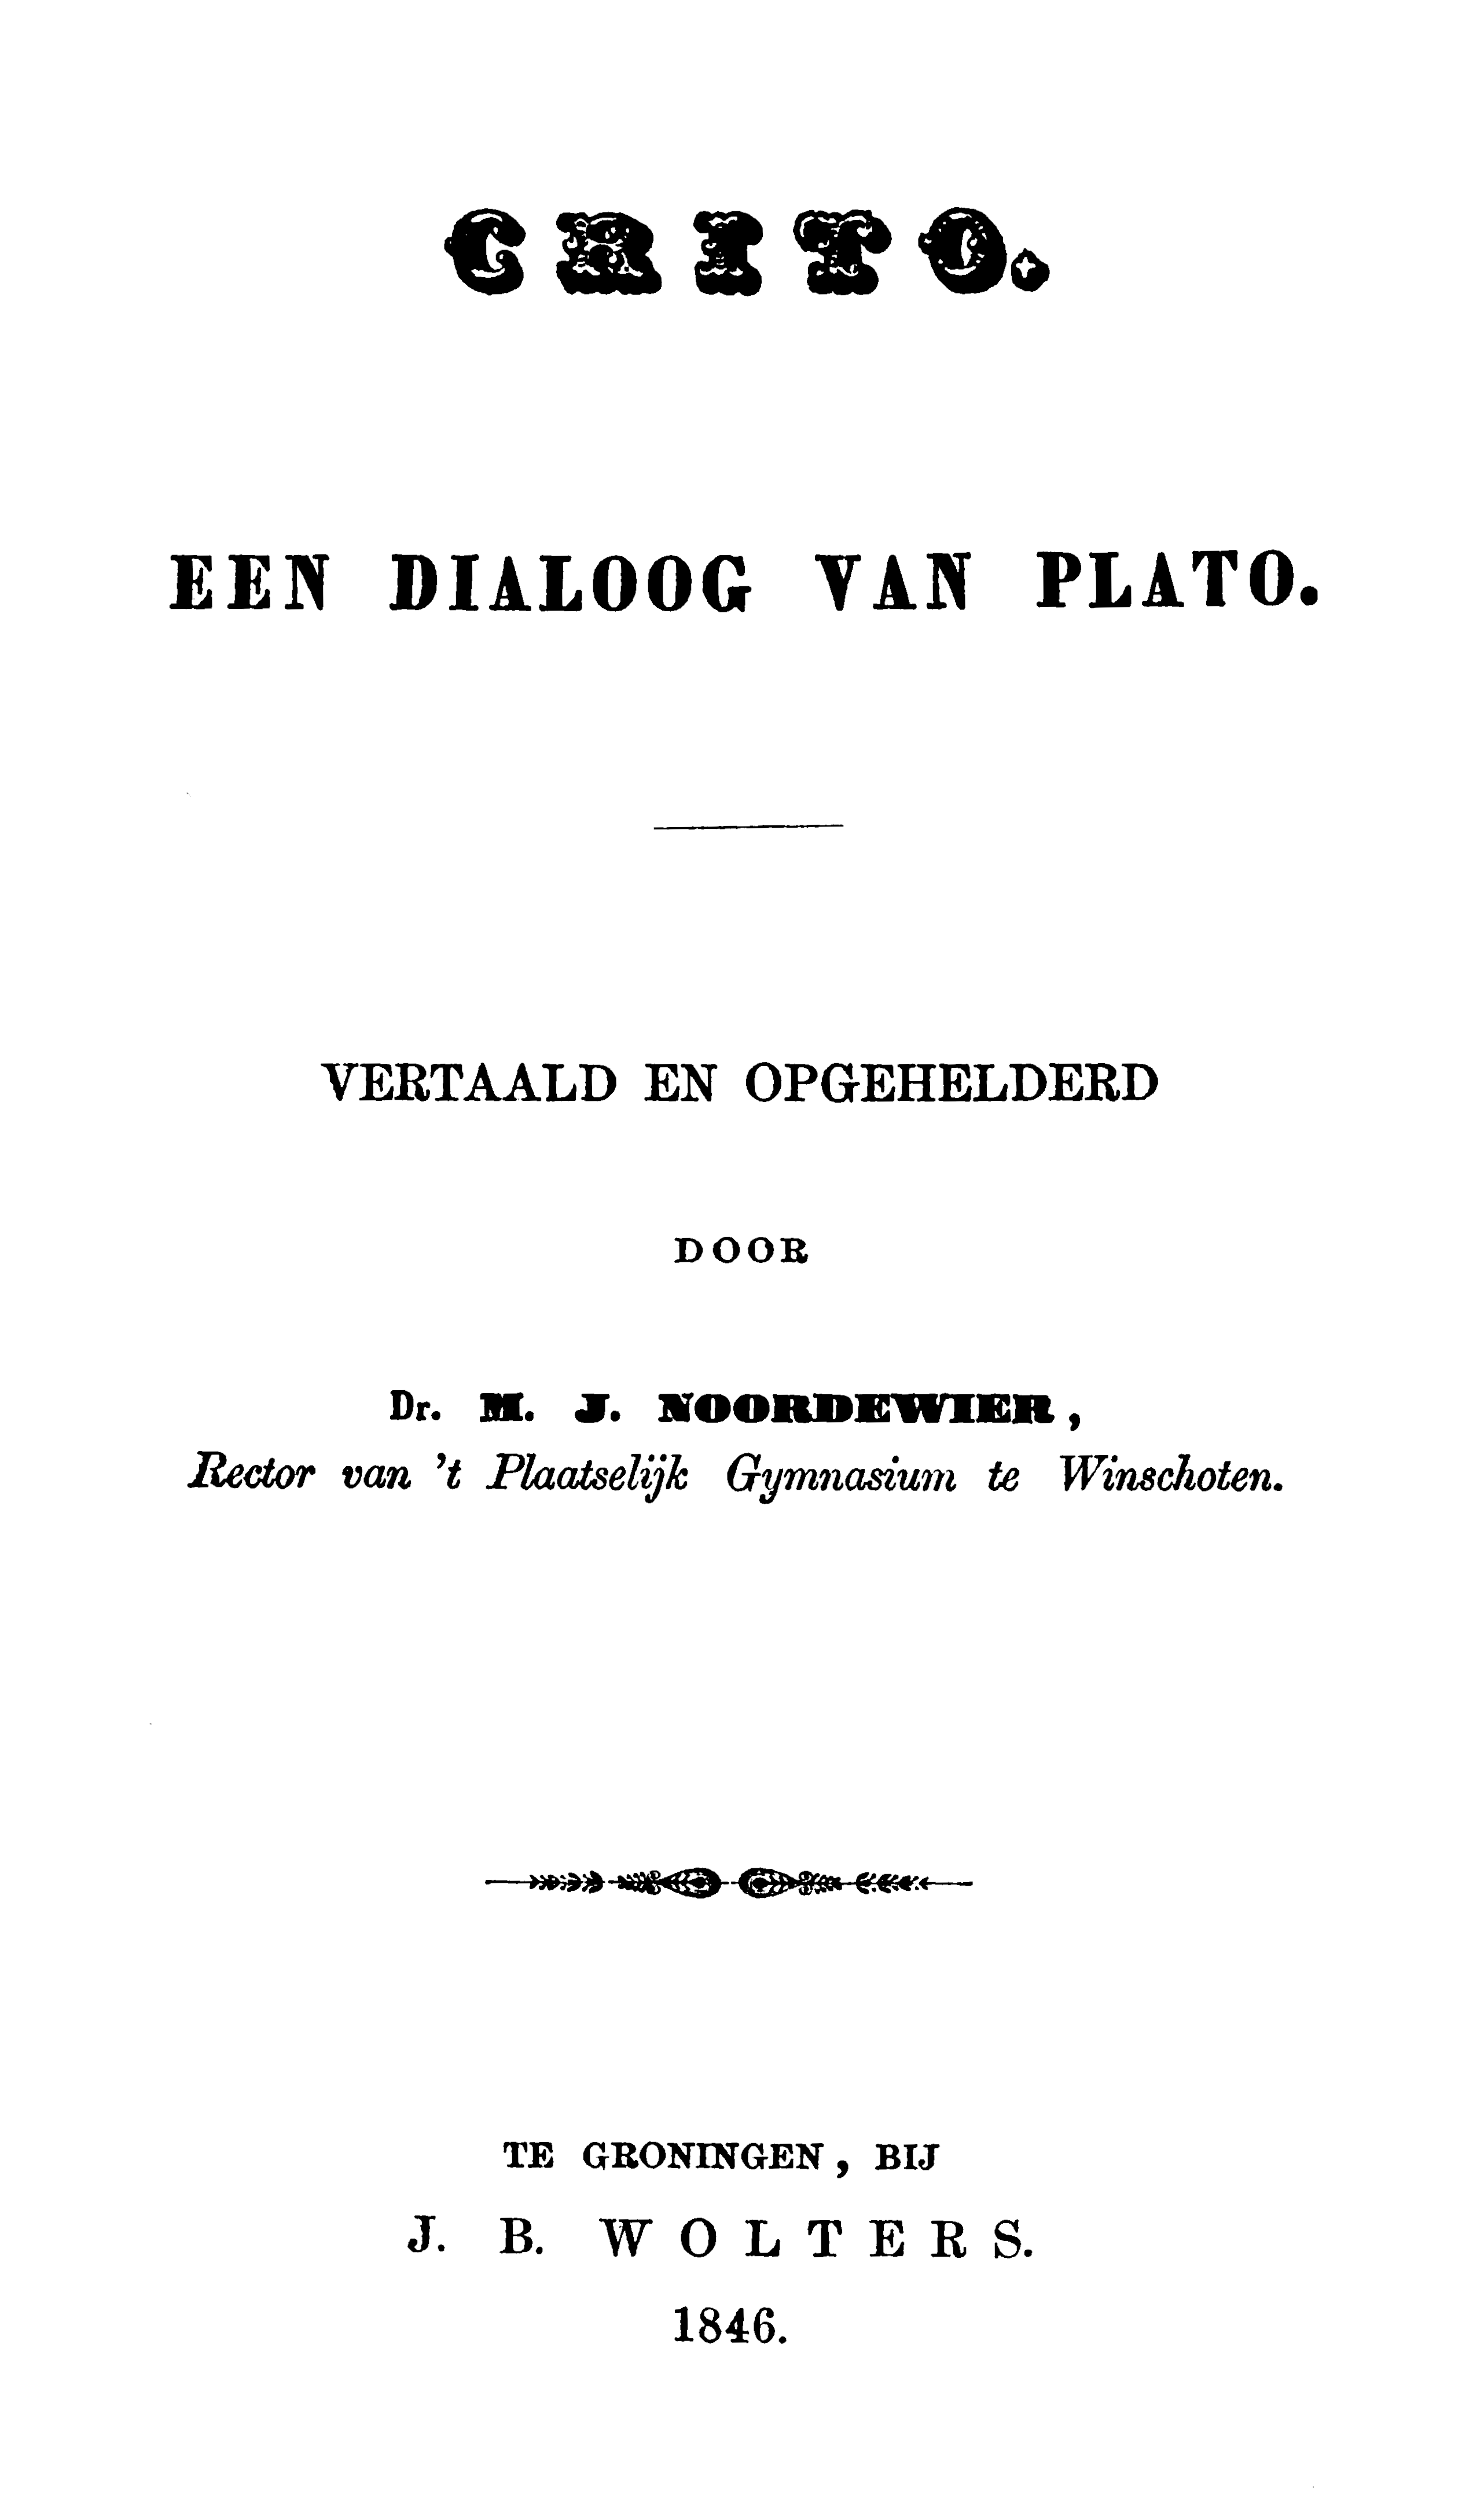 CRITO.
EEN DIALOOG VAN PLATO.
VERTAALD EN OPGEHELDERD
DOOR
Dr. M. J. NOORDEWIER,
Rector van 't Plaatselijk Gymnasium te Winschoten.
TE GRONINGEN, BIJ
J. B. WOLTERS.
1846.